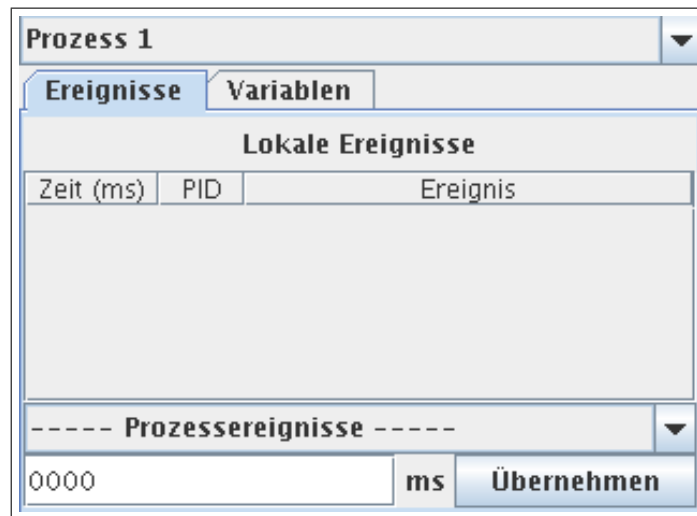 Prozess 1
Ereignisse Variablen
Lokale Ereignisse
Zeit (ms) PID Ereignis
----- Prozessereignisse -----
0000 ms Übernehmen